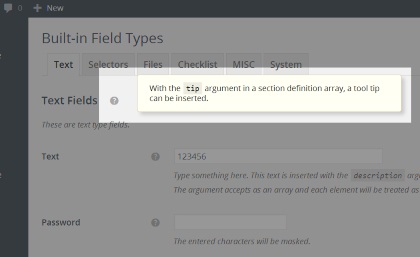 0 + New
Built-in Field Types
Text Selectors Files Checklist MISC System
With the tip argument in a section definition array, a tool tip
can be inserted.
Text Fields ?
These are text type fields.
Text ? 123456
Type something here. This text is inserted with the description
The argument accepts as an array and each element will be treated as
Password ?
The entered characters will be masked.